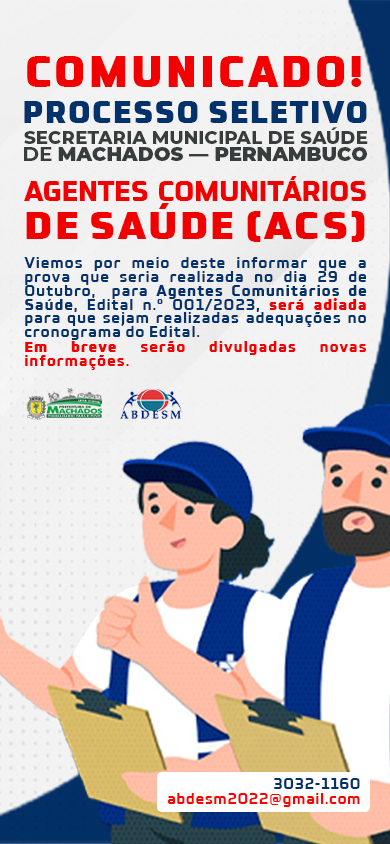 COMUNICADO!
PROCESSO SELETIVO
SECRETARIA MUNICIPAL DE SAÚDE
DE MACHADOS — PERNAMBUCO
AGENTES COMUNITÁRIOS
DE SAÚDE (ACS)
Viemos por meio deste informar que a
prova que seria realizada no dia 29 de
Outubro, para Agentes Comunitários de
Saúde, Edital n.º 001/2023, será adiada
para que sejam realizadas adequações no
cronograma do Edital.
Em breve serão divulgadas novas
informações.
PREFEITURA DE
MACHADOS
ABDESM
3032-1160
abdesm2022@gmail.com